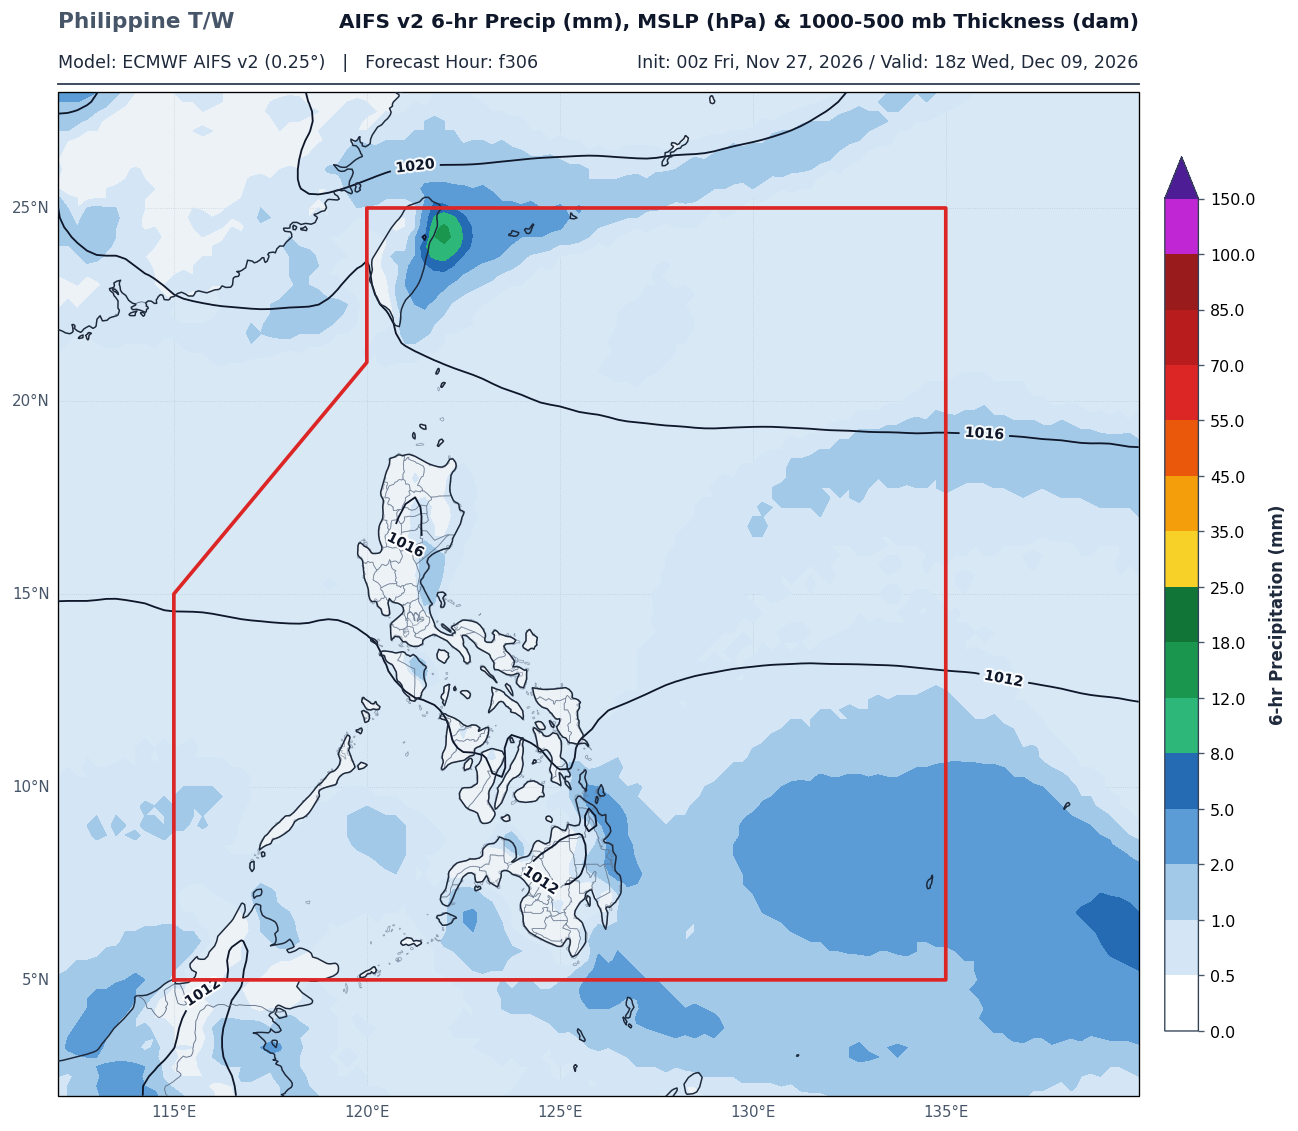 Philippine T/W
AIFS v2 6-hr Precip (mm), MSLP (hPa) & 1000-500 mb Thickness (dam)
Model: ECMWF AIFS v2 (0.25°) | Forecast Hour: f306
Init: 00z Fri, Nov 27, 2026 / Valid: 18z Wed, Dec 09, 2026
1020
1016
1016
1012
1012
1012
25°N
20°N
15°N
10°N
5°N
115°E
120°E
125°E
130°E
135°E
150.0
100.0
85.0
70.0
55.0
45.0
35.0
25.0
18.0
12.0
8.0
5.0
2.0
1.0
0.5
0.0
6-hr Precipitation (mm)